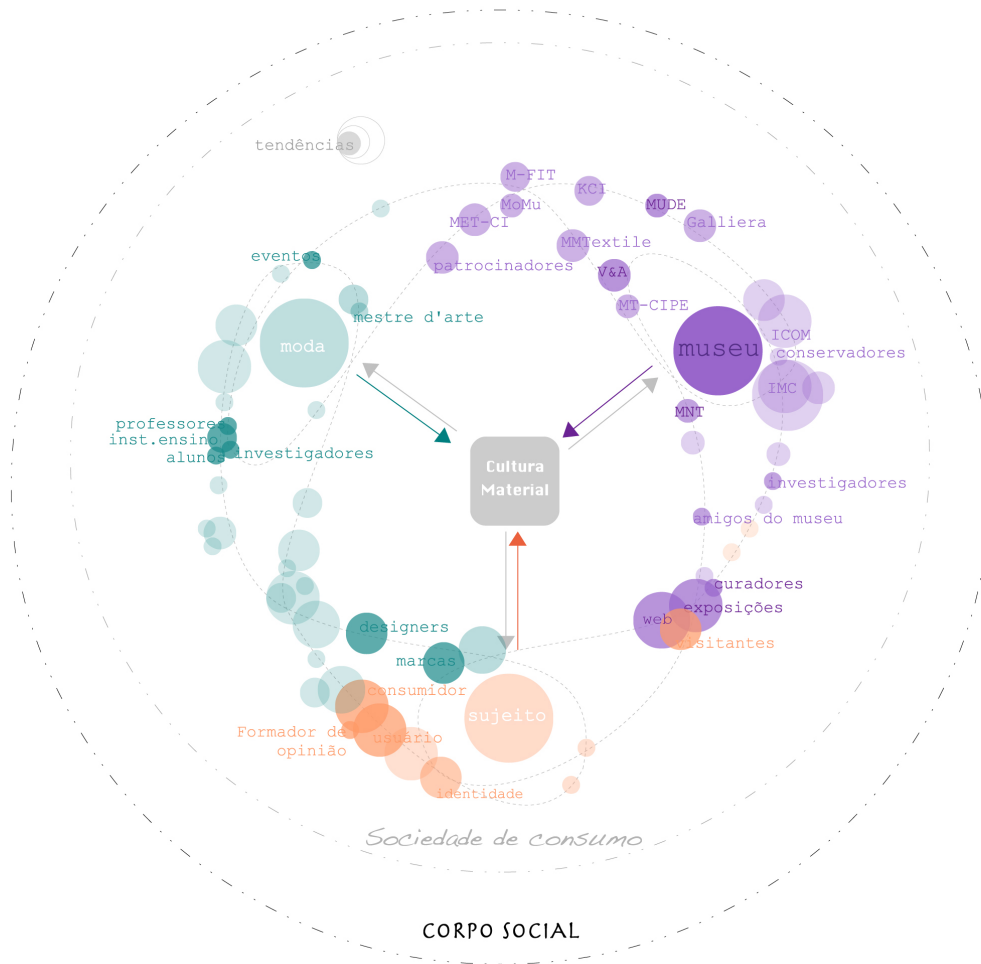 tendências
M-FIT
KCI
MoMu
MUDE
MET-CI
Galliera
MMTextile
eventos
patrocinadores
V&A
MT-CIPE
mestre d'arte
ICOM
moda
museu
conservadores
IMC
MNT
professores
inst.ensino
alunos
investigadores
Cultura
Material
investigadores
amigos do museu
curadores
exposições
web
designers
visitantes
marcas
consumidor
sujeito
Formador de
opinião
usuário
identidade
Sociedade de consumo
CORPO SOCIAL